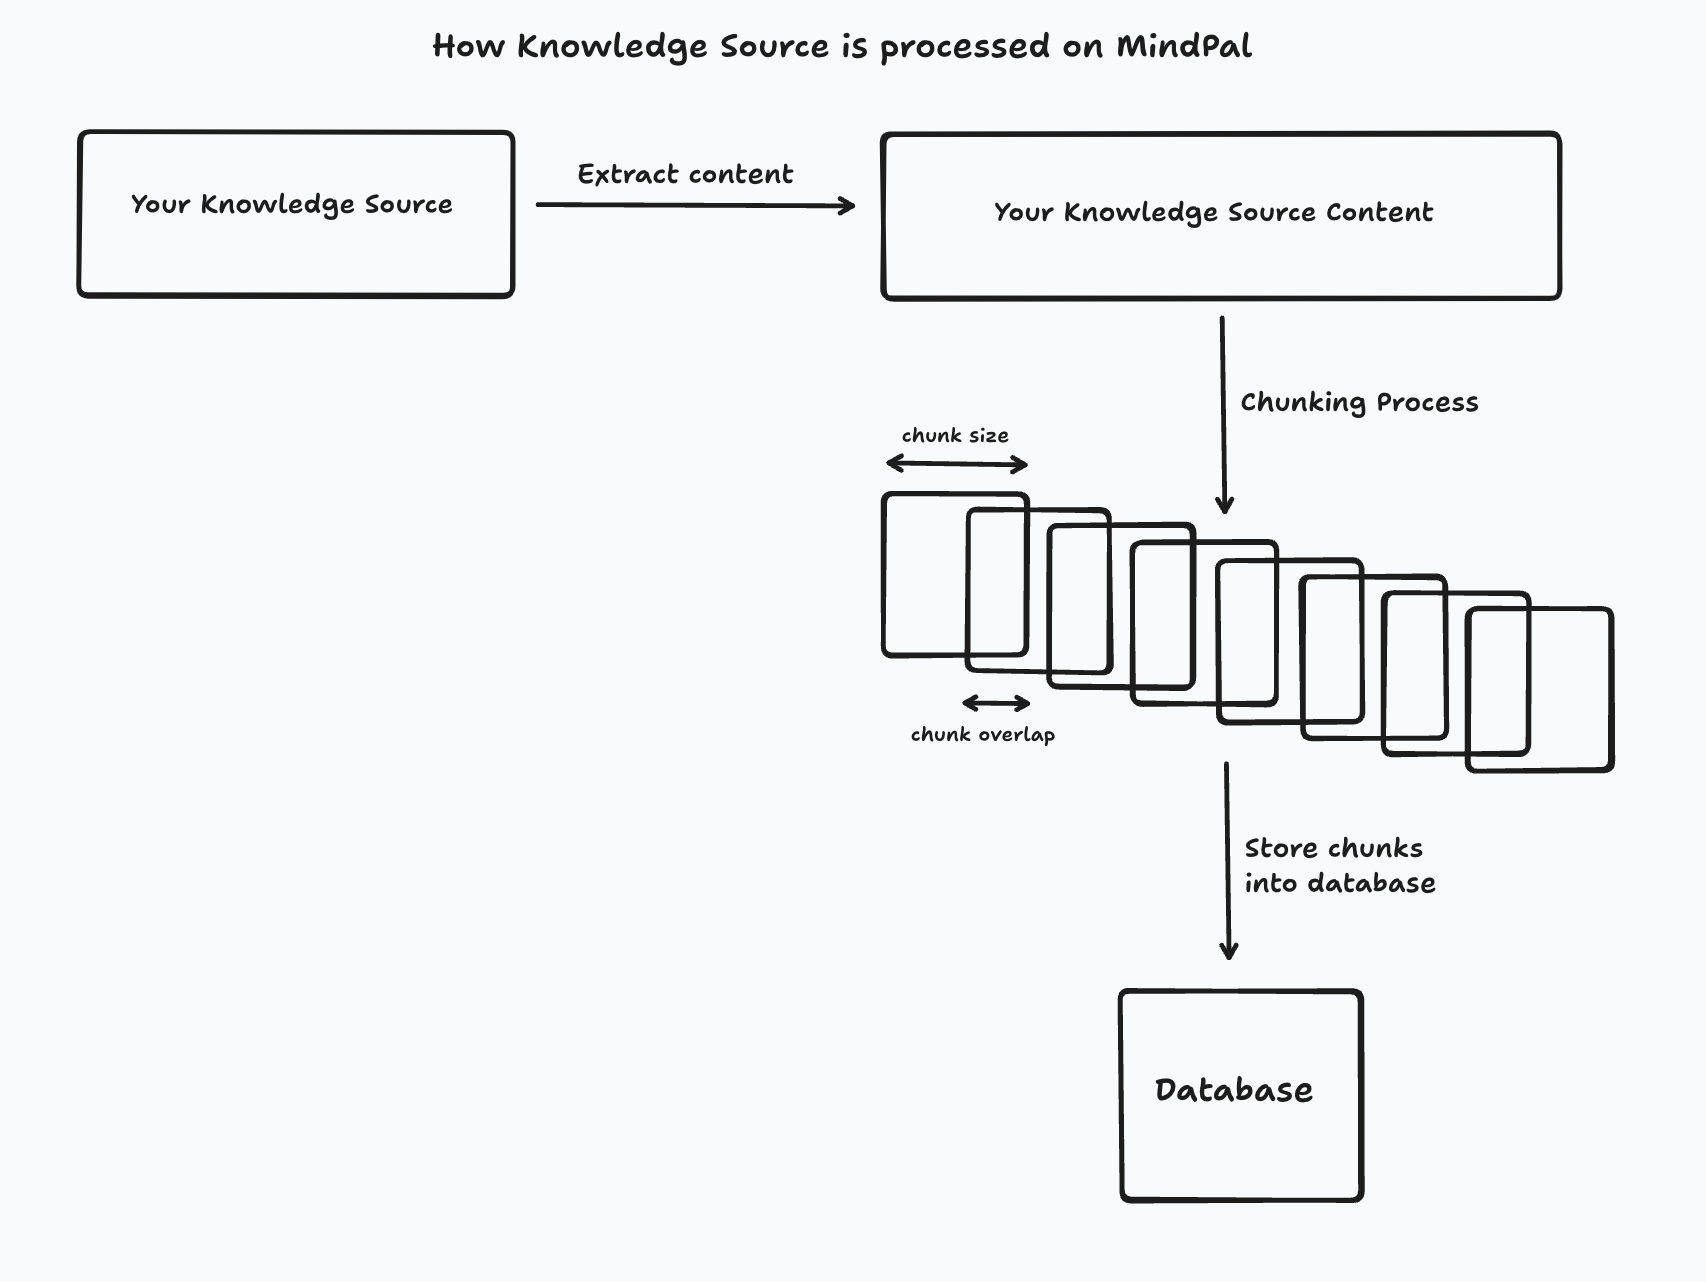 How Knowledge Source is processed on MindPal
Your Knowledge Source
Extract content
Your Knowledge Source Content
Chunking Process
chunk size
chunk overlap
Store chunks
into database
Database